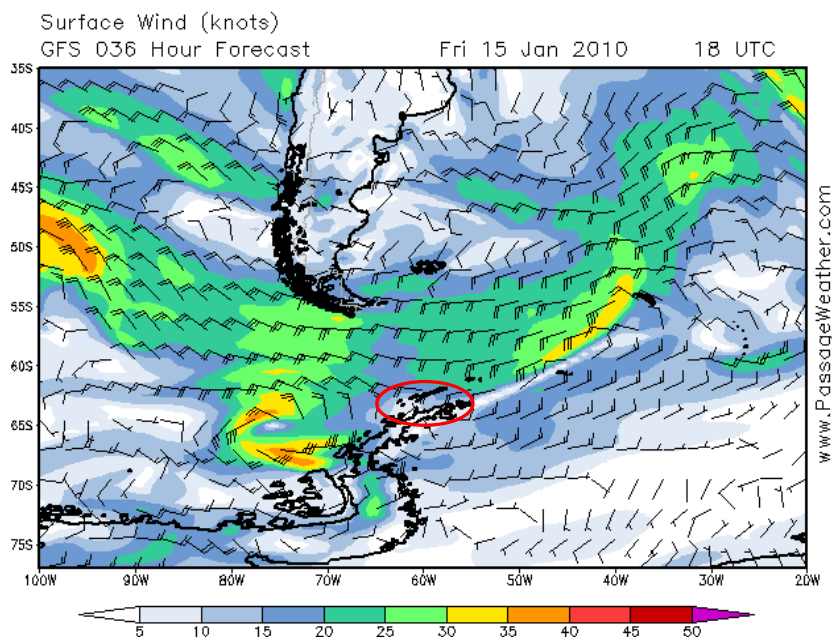 Surface Wind (knots)
GFS 036 Hour Forecast Fri 15 Jan 2010 18 UTC
35S
40S
45S
50S
55S
60S
65S
70S
75S
100W 90W 80W 70W 60W 50W 40W 30W 20W
5 10 15 20 25 30 35 40 45 50
www.PassageWeather.com